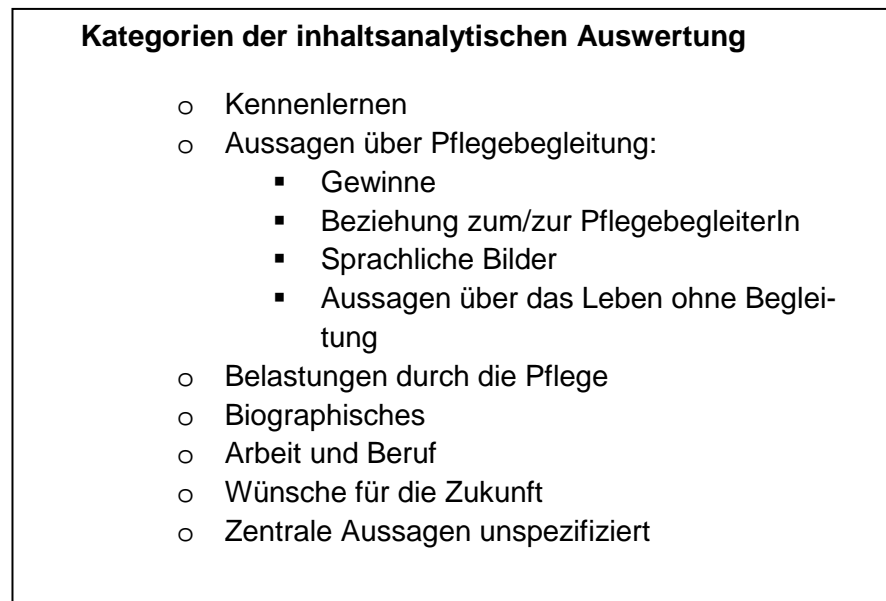 Kategorien der inhaltsanalytischen Auswertung
o Kennenlernen
o Aussagen über Pflegebegleitung:
▪ Gewinne
▪ Beziehung zum/zur PflegebegleiterIn
▪ Sprachliche Bilder
▪ Aussagen über das Leben ohne Beglei-
tung
o Belastungen durch die Pflege
o Biographisches
o Arbeit und Beruf
o Wünsche für die Zukunft
o Zentrale Aussagen unspezifiziert